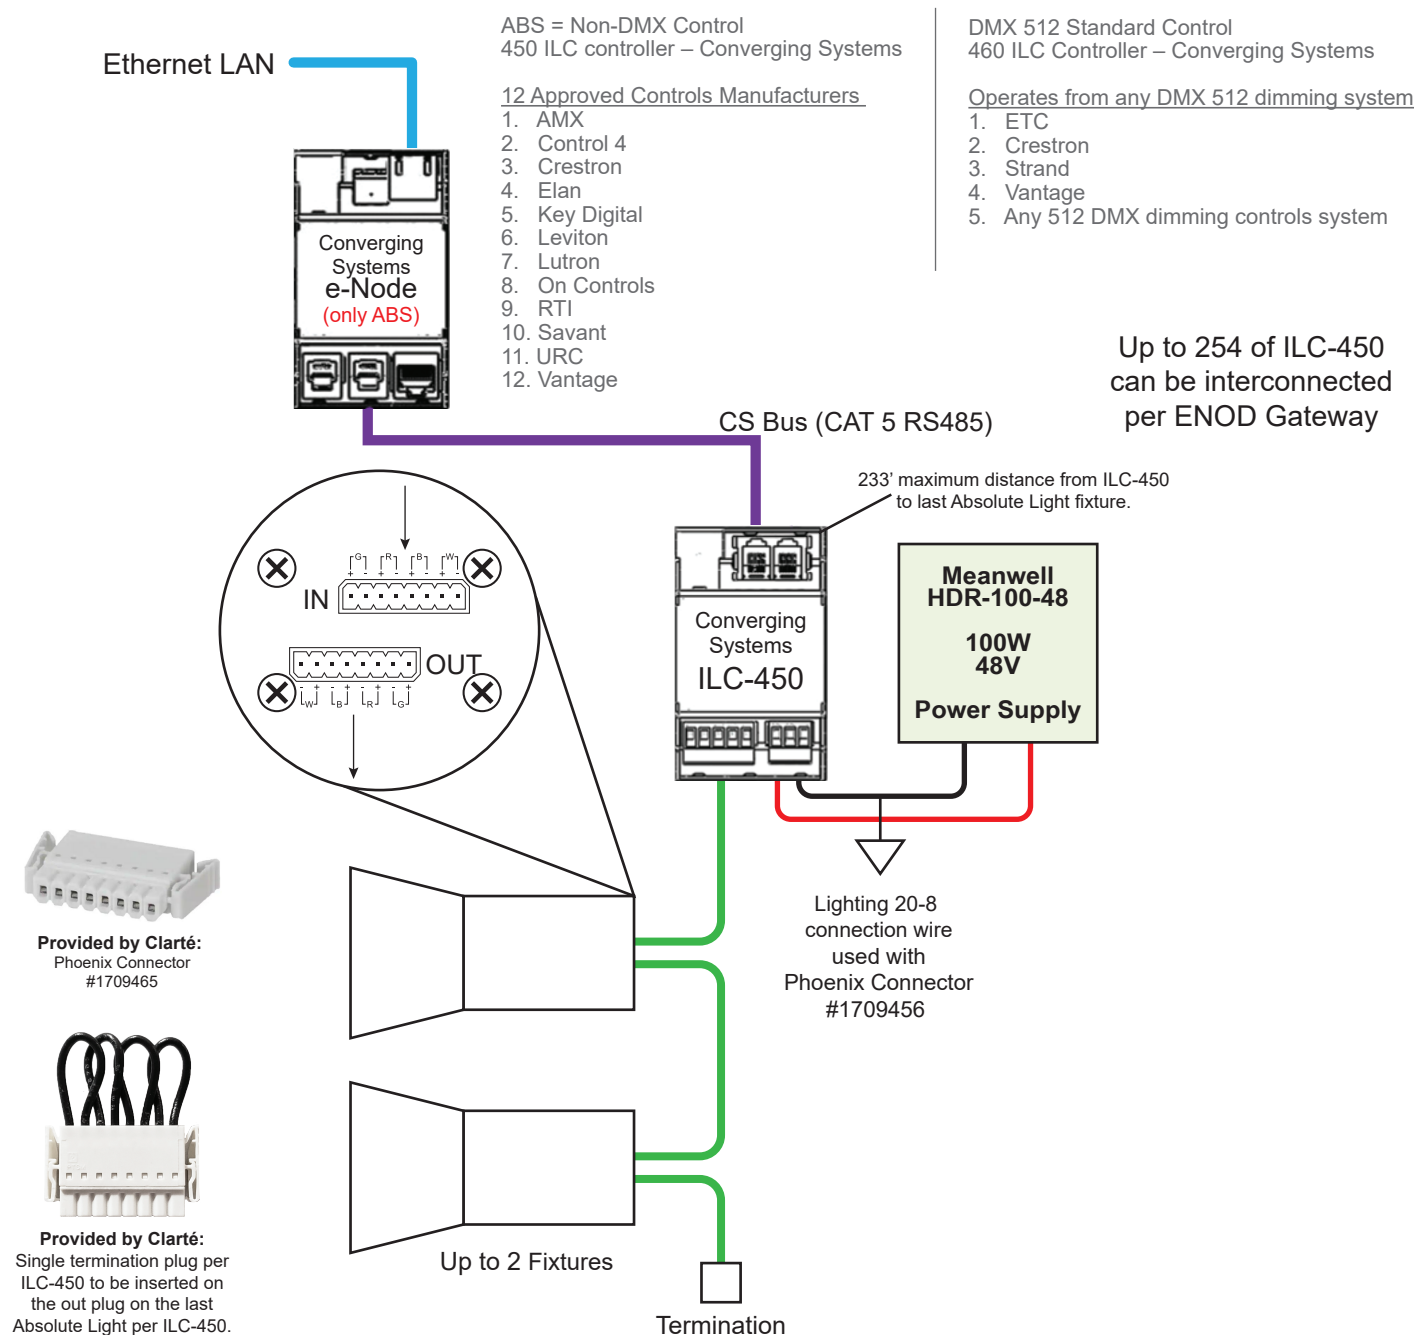 Ethernet LAN
ABS = Non-DMX Control
450 ILC controller – Converging Systems
12 Approved Controls Manufacturers
1. AMX
2. Control 4
3. Crestron
4. Elan
5. Key Digital
6. Leviton
7. Lutron
8. On Controls
9. RTI
10. Savant
11. URC
12. Vantage
DMX 512 Standard Control
460 ILC Controller – Converging Systems
Operates from any DMX 512 dimming system
1. ETC
2. Crestron
3. Strand
4. Vantage
5. Any 512 DMX dimming controls system
Converging
Systems
e-Node
(only ABS)
Up to 254 of ILC-450
can be interconnected
per ENOD Gateway
CS Bus (CAT 5 RS485)
233’ maximum distance from ILC-450
to last Absolute Light fixture.
G R B W
+ - + - + - + -
IN
OUT
- + - + - + - +
W B R G
Converging
Systems
ILC-450
Meanwell
HDR-100-48
100W
48V
Power Supply
Lighting 20-8
connection wire
used with
Phoenix Connector
#1709456
Provided by Clarté:
Phoenix Connector
#1709465
Provided by Clarté:
Single termination plug per
ILC-450 to be inserted on
the out plug on the last
Absolute Light per ILC-450.
Up to 2 Fixtures
Termination